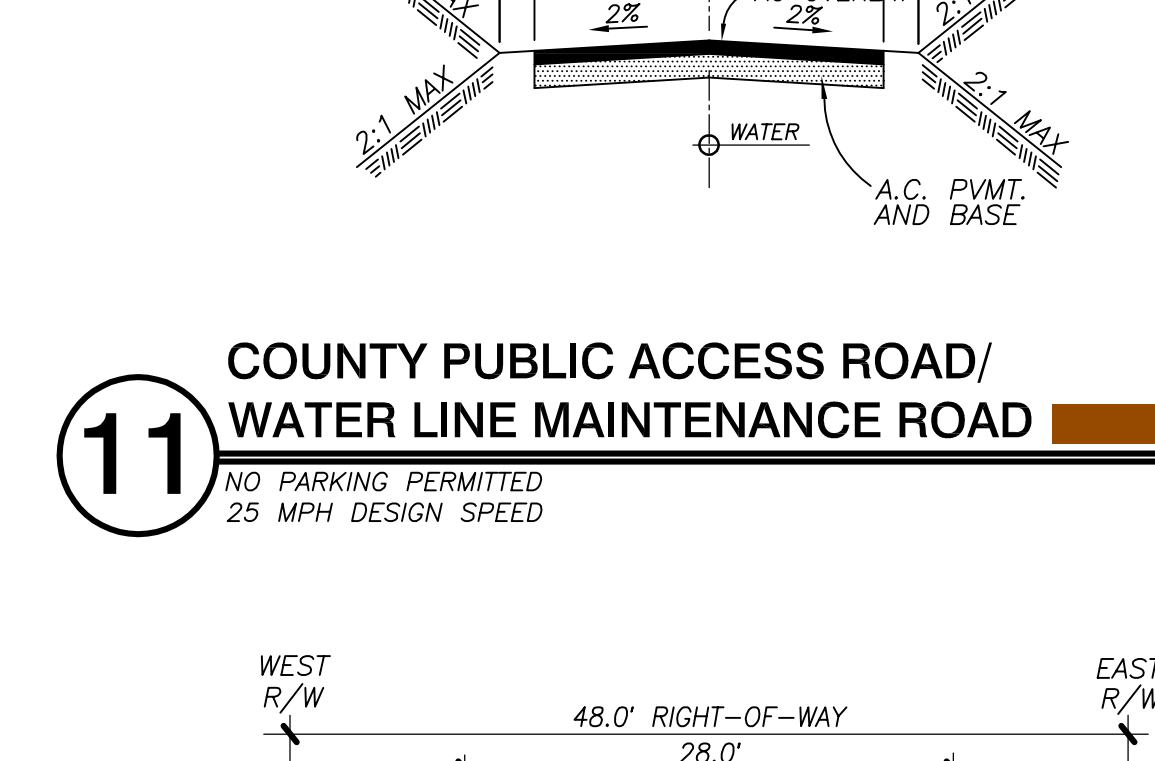 2%
2%
2:1 MAX
2:1 MAX
WATER
A.C. PVMT.
AND BASE
COUNTY PUBLIC ACCESS ROAD/
WATER LINE MAINTENANCE ROAD
11
NO PARKING PERMITTED
25 MPH DESIGN SPEED
WEST
R/W
EAST
R/W
48.0' RIGHT-OF-WAY
28.0'